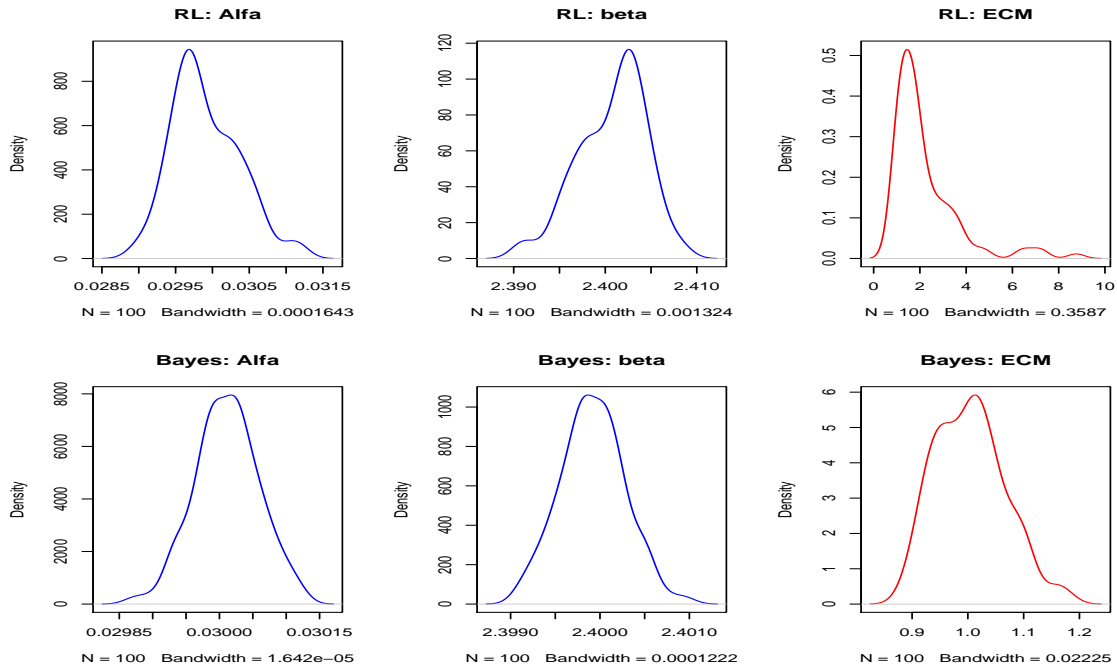 RL: Alfa
Density
0 200 400 600 800
0.0285 0.0295 0.0305 0.0315
N = 100 Bandwidth = 0.0001643
RL: beta
Density
0 20 40 60 80 100 120
2.390 2.400 2.410
N = 100 Bandwidth = 0.001324
RL: ECM
Density
0.0 0.1 0.2 0.3 0.4 0.5
0 2 4 6 8 10
N = 100 Bandwidth = 0.3587
Bayes: Alfa
Density
0 2000 4000 6000 8000
0.02985 0.03000 0.03015
N = 100 Bandwidth = 1.642e−05
Bayes: beta
Density
0 200 400 600 800 1000
2.3990 2.4000 2.4010
N = 100 Bandwidth = 0.0001222
Bayes: ECM
Density
0 1 2 3 4 5 6
0.9 1.0 1.1 1.2
N = 100 Bandwidth = 0.02225